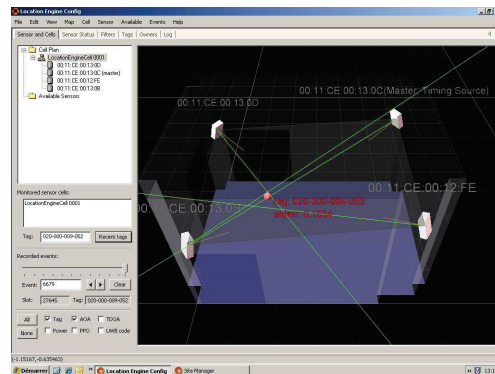 Location Engine Config
File Edit View Map Cell Sensor Available Events Help
Sensor and Cells Sensor Status Filters Tags Owners Log
Cell Plan
LocationEngineCell 0001
00:11:CE:00:13:0D
00:11:CE:00:13:0C (master)
00:11:CE:00:12:FE
00:11:CE:00:13:0B
Available Sensors
00:11:CE:00:13:0D
00:11:CE:00:13:0C(Master, Timing Source)
00:11:CE:00:12:FE
Tag: 020-000-009-052
Monitored sensor cells:
LocationEngineCell 0001
Tag: 020-000-009-052 Recent tags
Recorded events:
Event: 6679 Clear
Slot: 27645 Tag: 020-000-009-052
All Tag AOA TDOA
None Power PPO UWB code
(-1.15167,-0.635463)
Démarrer Location Engine Config Site Manager 13:1